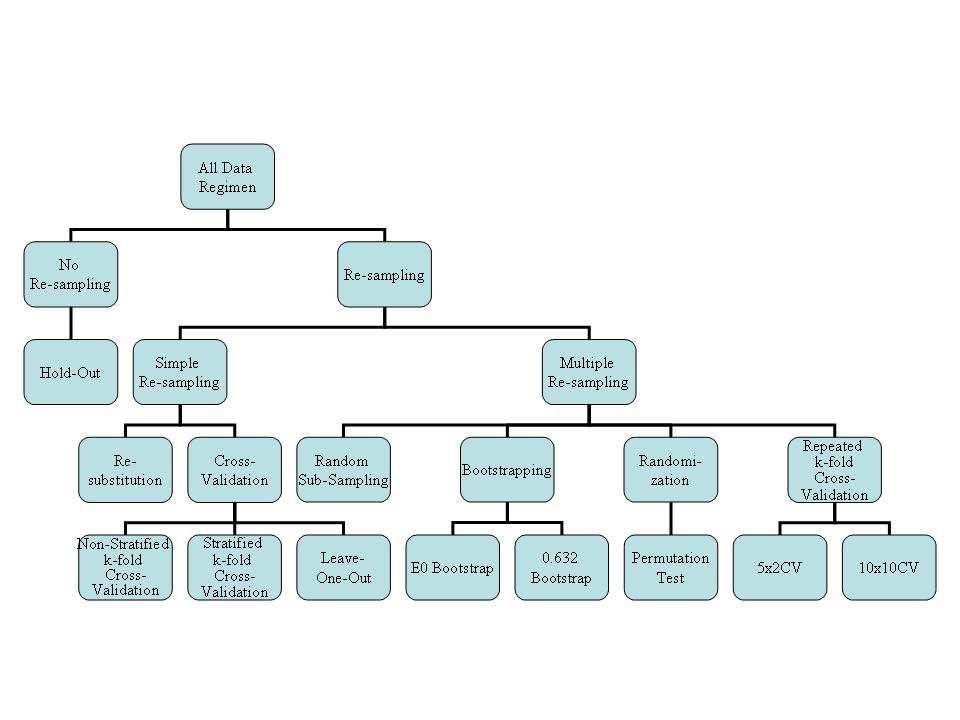 All Data
Regimen
No
Re-sampling
Re-sampling
Hold-Out
Simple
Re-sampling
Multiple
Re-sampling
Re-
substitution
Cross-
Validation
Random
Sub-Sampling
Bootstrapping
Randomi-
zation
Repeated
k-fold
Cross-
Validation
Non-Stratified
k-fold
Cross-
Validation
Stratified
k-fold
Cross-
Validation
Leave-
One-Out
E0 Bootstrap
0.632
Bootstrap
Permutation
Test
5x2CV
10x10CV